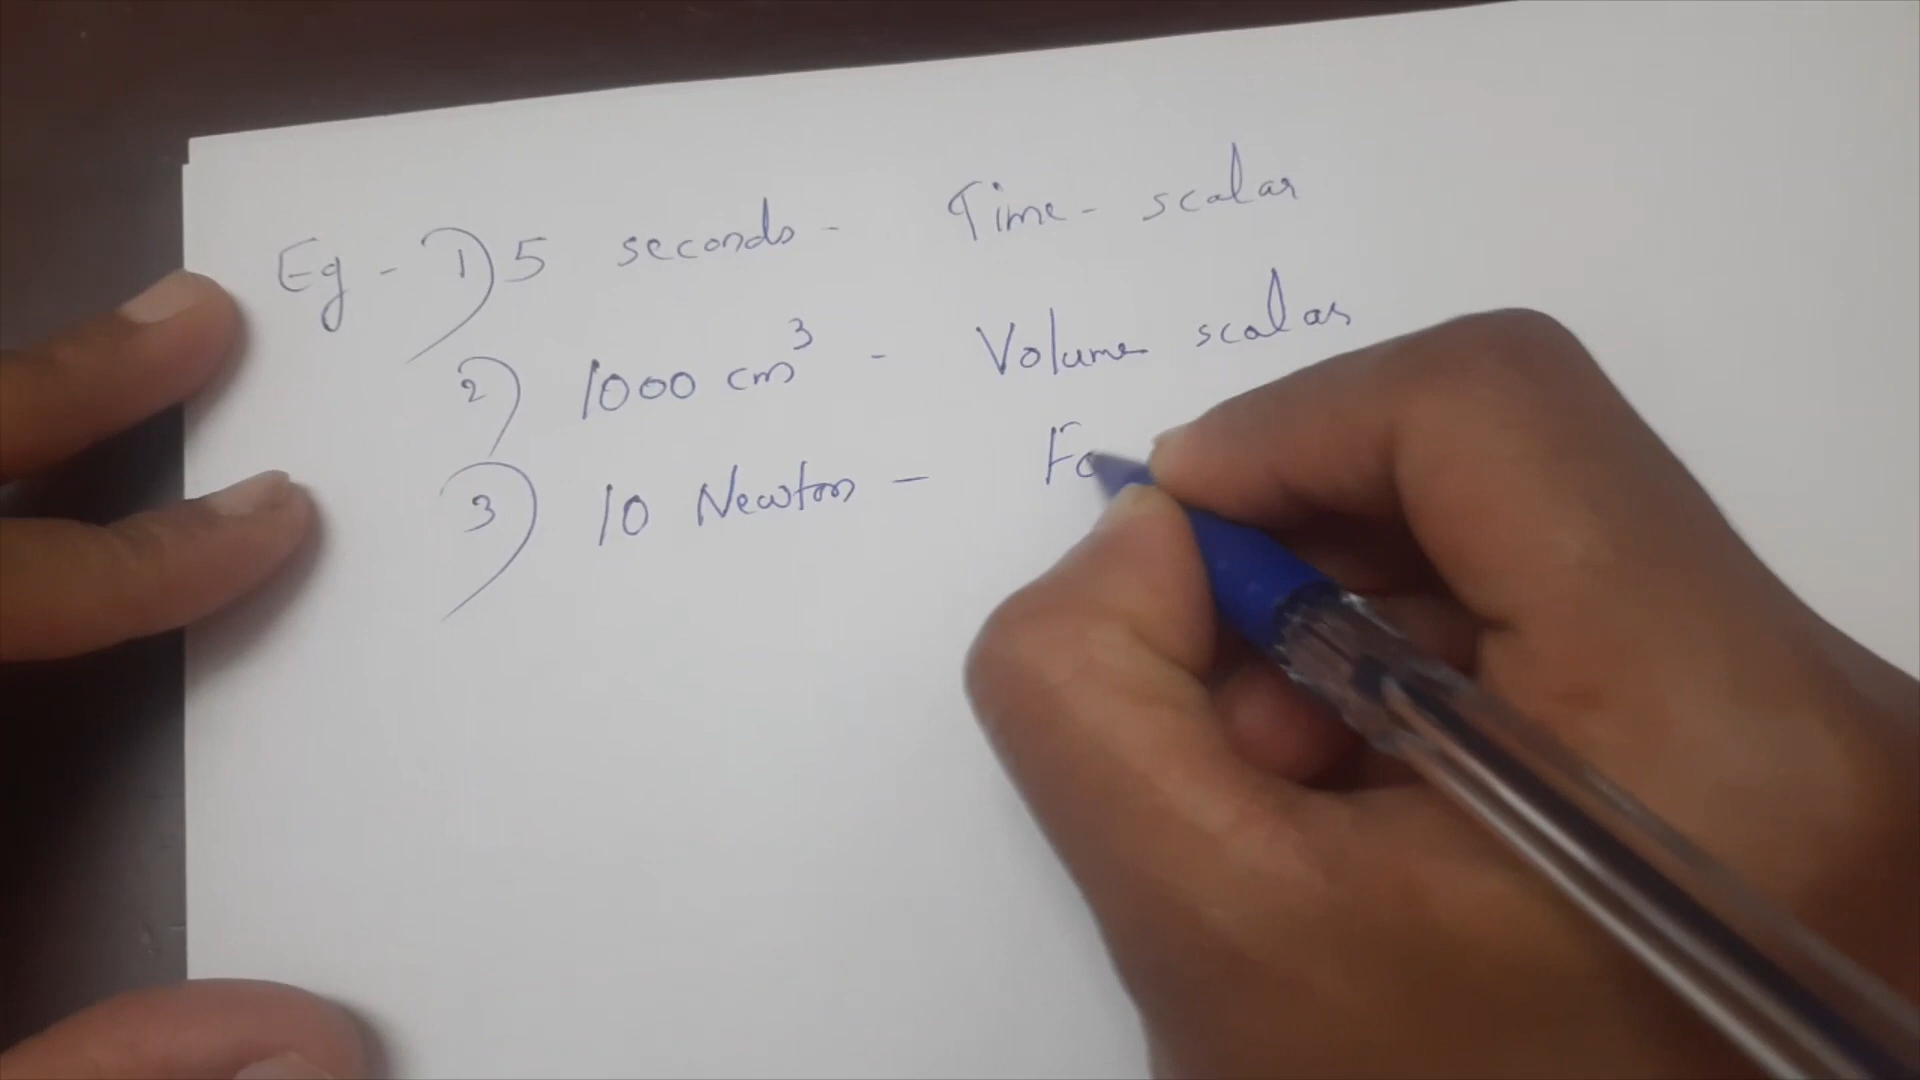 Eg - 1) 5 seconds - Time - scalar
2) 1000 cm³ - Volume scalar
3) 10 Newton - Fo